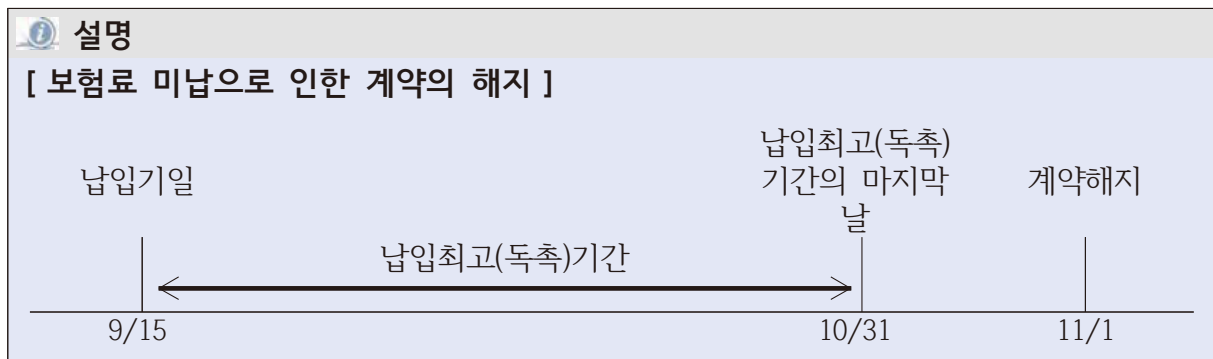 설명
[ 보험료 미납으로 인한 계약의 해지 ]
납입기일
납입최고(독촉)
기간의 마지막
날
계약해지
납입최고(독촉)기간
9/15
10/31
11/1